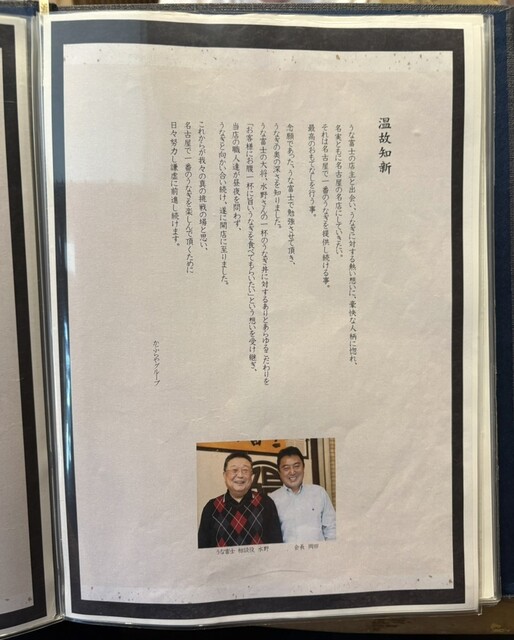 温故知新
うな富士の店主と出会い、うなぎに対する熱い想いに、豪快な人柄に惚れ、
名実ともに名古屋の名店にしていきたい。
それは名古屋で一番のうなぎを提供し続ける事。
最高のおもてなしを行う事。
念願であった、うな富士で勉強させて頂き、
うなぎの奥の深さを知りました。
うな富士の大将、水野さんの一杯のうなぎ丼に対するありとあらゆるこだわりを
「お客様にお腹一杯に旨いうなぎを食べてもらいたい」という想いを受け継ぎ、
当店の職人達が昼夜を問わず、
うなぎと向かい合い続け、遂に開店に至りました。
これからが我々の真の挑戦の場と思い、
名古屋で一番のうなぎを楽しんで頂くために
日々努力し謙虚に前進し続けます。
かぶらやグループ
うな富士 相談役 水野
会長 岡田